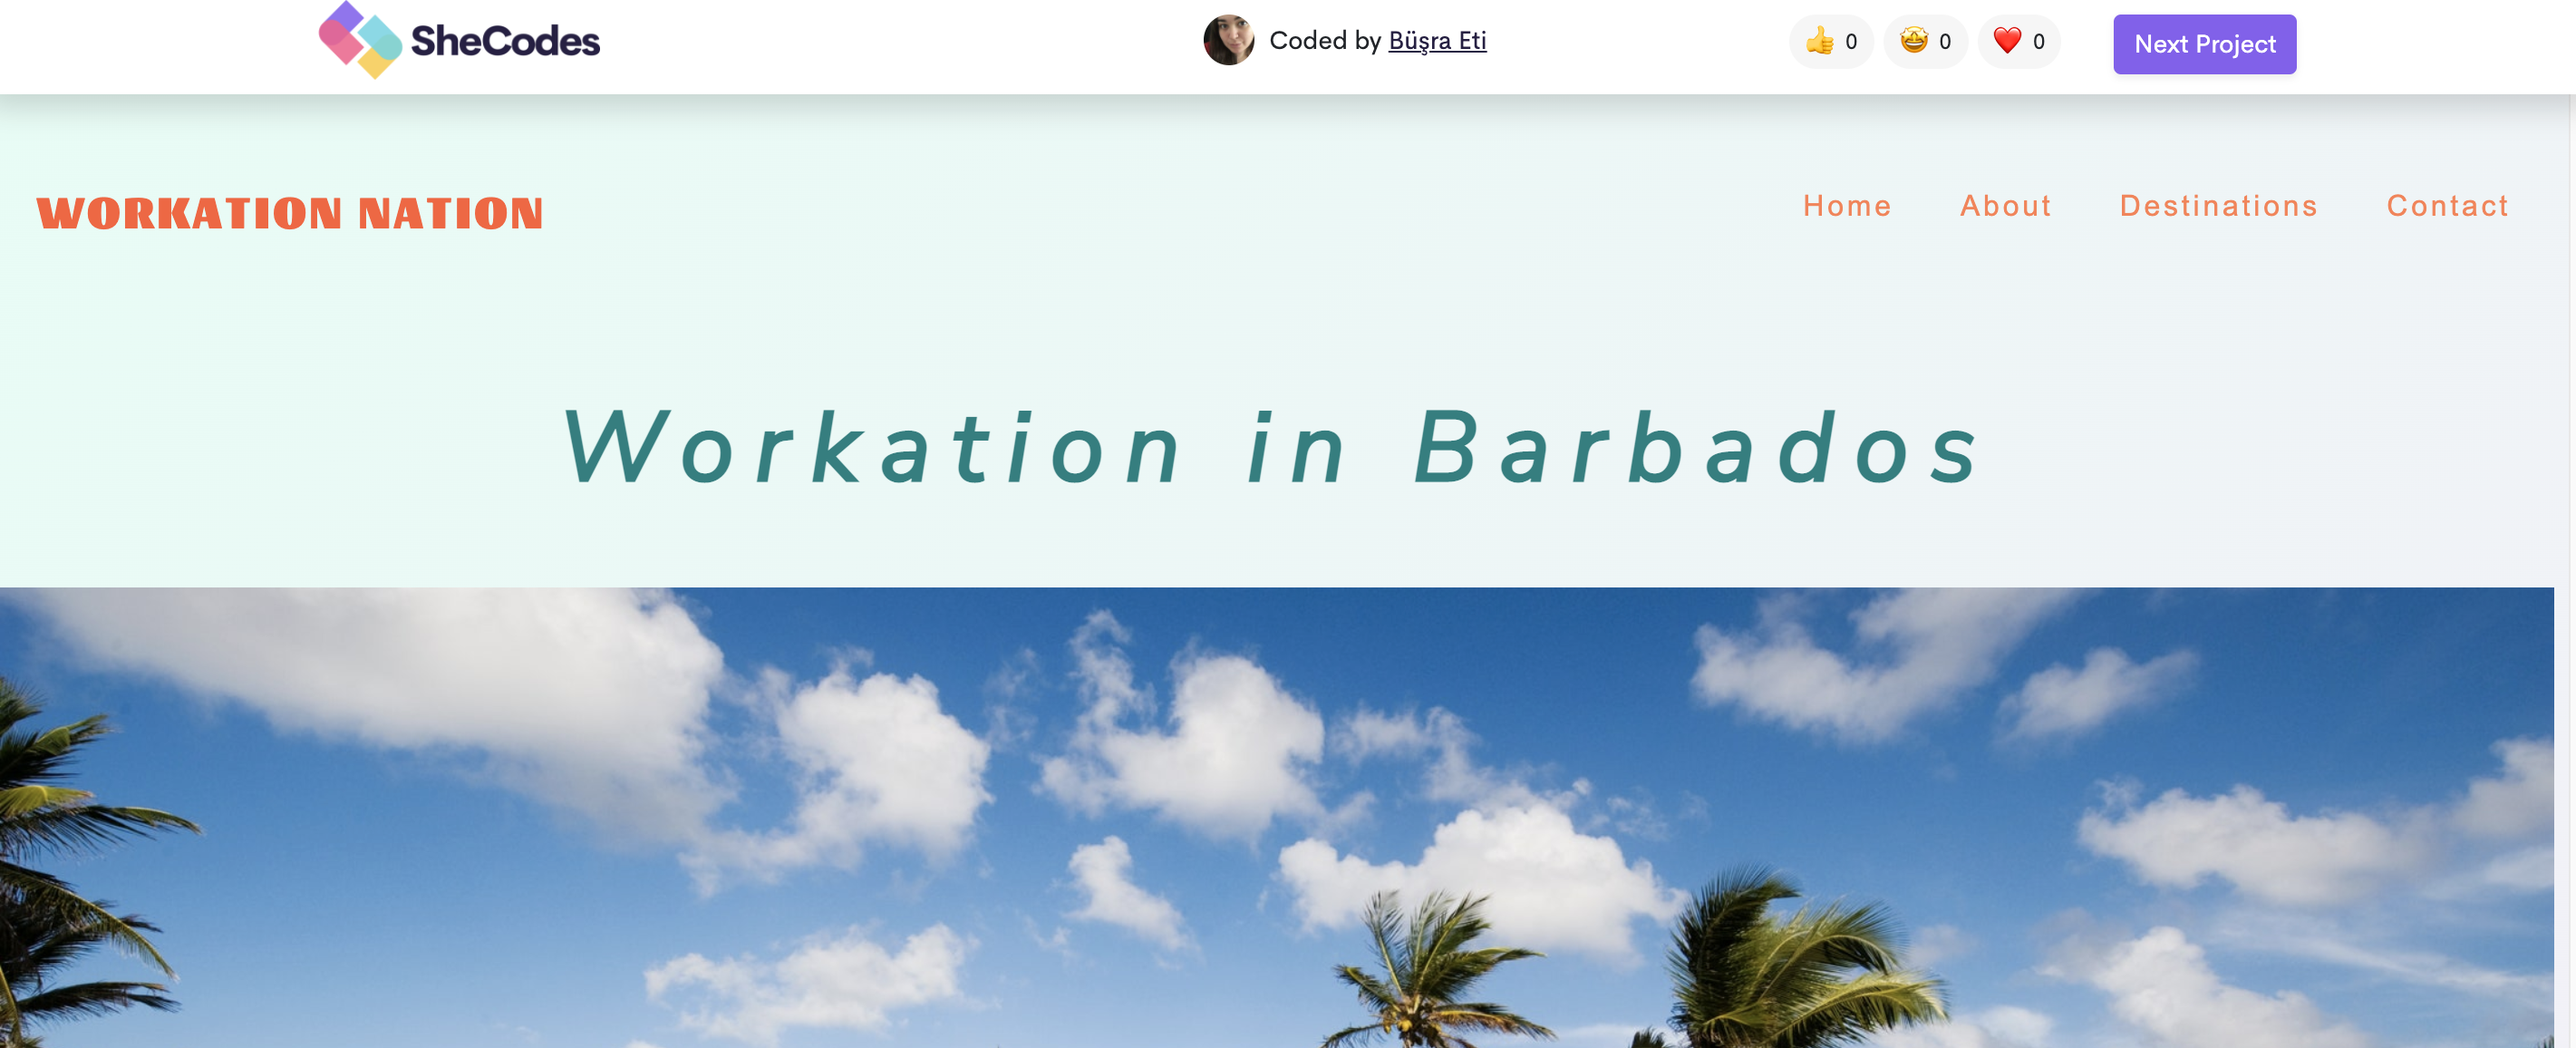 SheCodes
Coded by Büşra Eti
👍 0 🤩 0 ❤️ 0
Next Project
WORKATION NATION
Home About Destinations Contact
Workation in Barbados